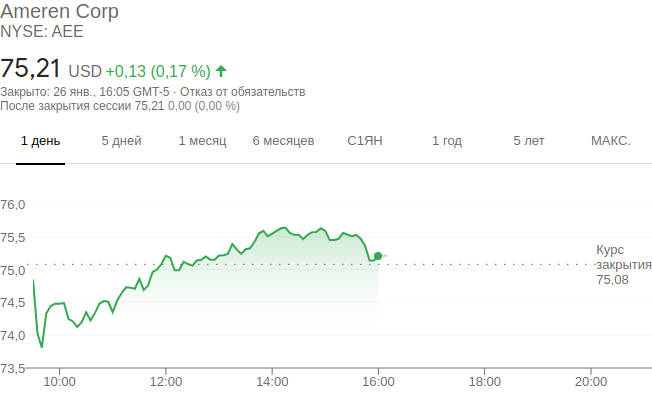 Ameren Corp
NYSE: AEE
75,21 USD +0,13 (0,17 %)
Закрыто: 26 янв., 16:05 GMT-5 · Отказ от обязательств
После закрытия сессии 75,21 0,00 (0,00 %)
1 день 5 дней 1 месяц 6 месяцев С1ЯН 1 год 5 лет МАКС.
76,0
75,5
Курс
закрытия
75,08
75,0
74,5
74,0
73,5
10:00 12:00 14:00 16:00 18:00 20:00